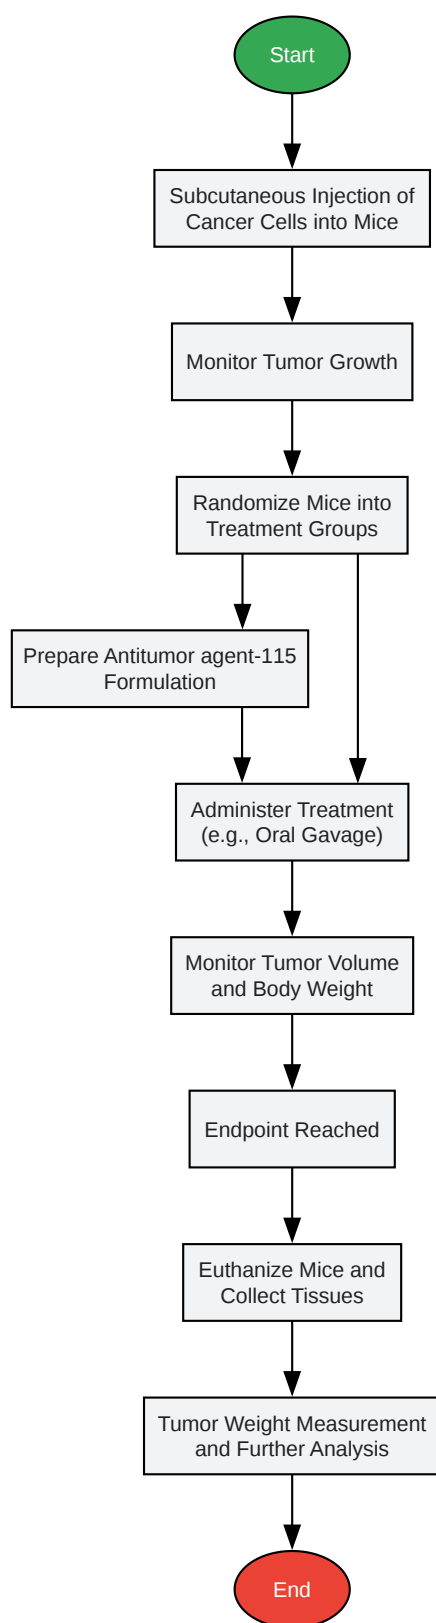 Start
Subcutaneous Injection of
Cancer Cells into Mice
Monitor Tumor Growth
Randomize Mice into
Treatment Groups
Prepare Antitumor agent-115
Formulation
Administer Treatment
(e.g., Oral Gavage)
Monitor Tumor Volume
and Body Weight
Endpoint Reached
Euthanize Mice and
Collect Tissues
Tumor Weight Measurement
and Further Analysis
End